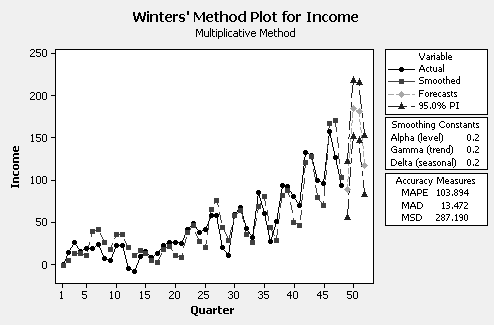 Winters' Method Plot for Income
Multiplicative Method
250
200
150
100
50
0
Income
1 5 10 15 20 25 30 35 40 45 50
Quarter
Variable
Actual
Smoothed
Forecasts
95.0% PI
Smoothing Constants
Alpha (level) 0.2
Gamma (trend) 0.2
Delta (seasonal) 0.2
Accuracy Measures
MAPE 103.894
MAD 13.472
MSD 287.190